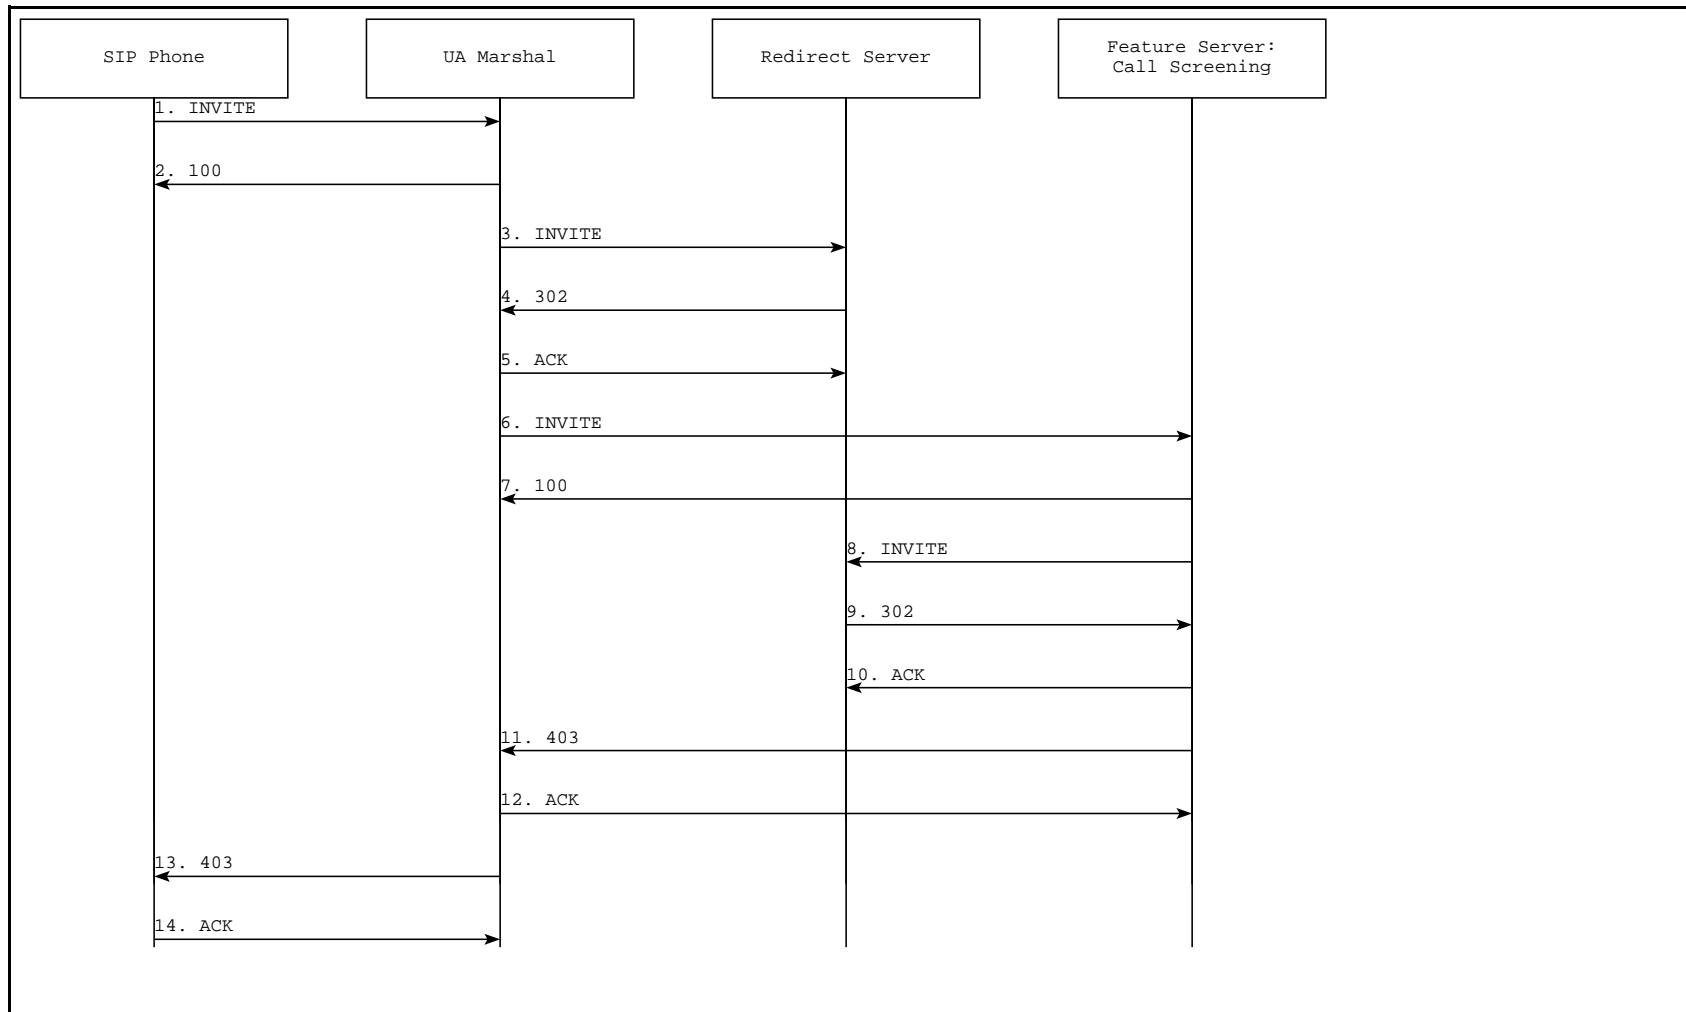 SIP Phone
UA Marshal
Redirect Server
Feature Server:
Call Screening
1. INVITE
2. 100
3. INVITE
4. 302
5. ACK
6. INVITE
7. 100
8. INVITE
9. 302
10. ACK
11. 403
12. ACK
13. 403
14. ACK